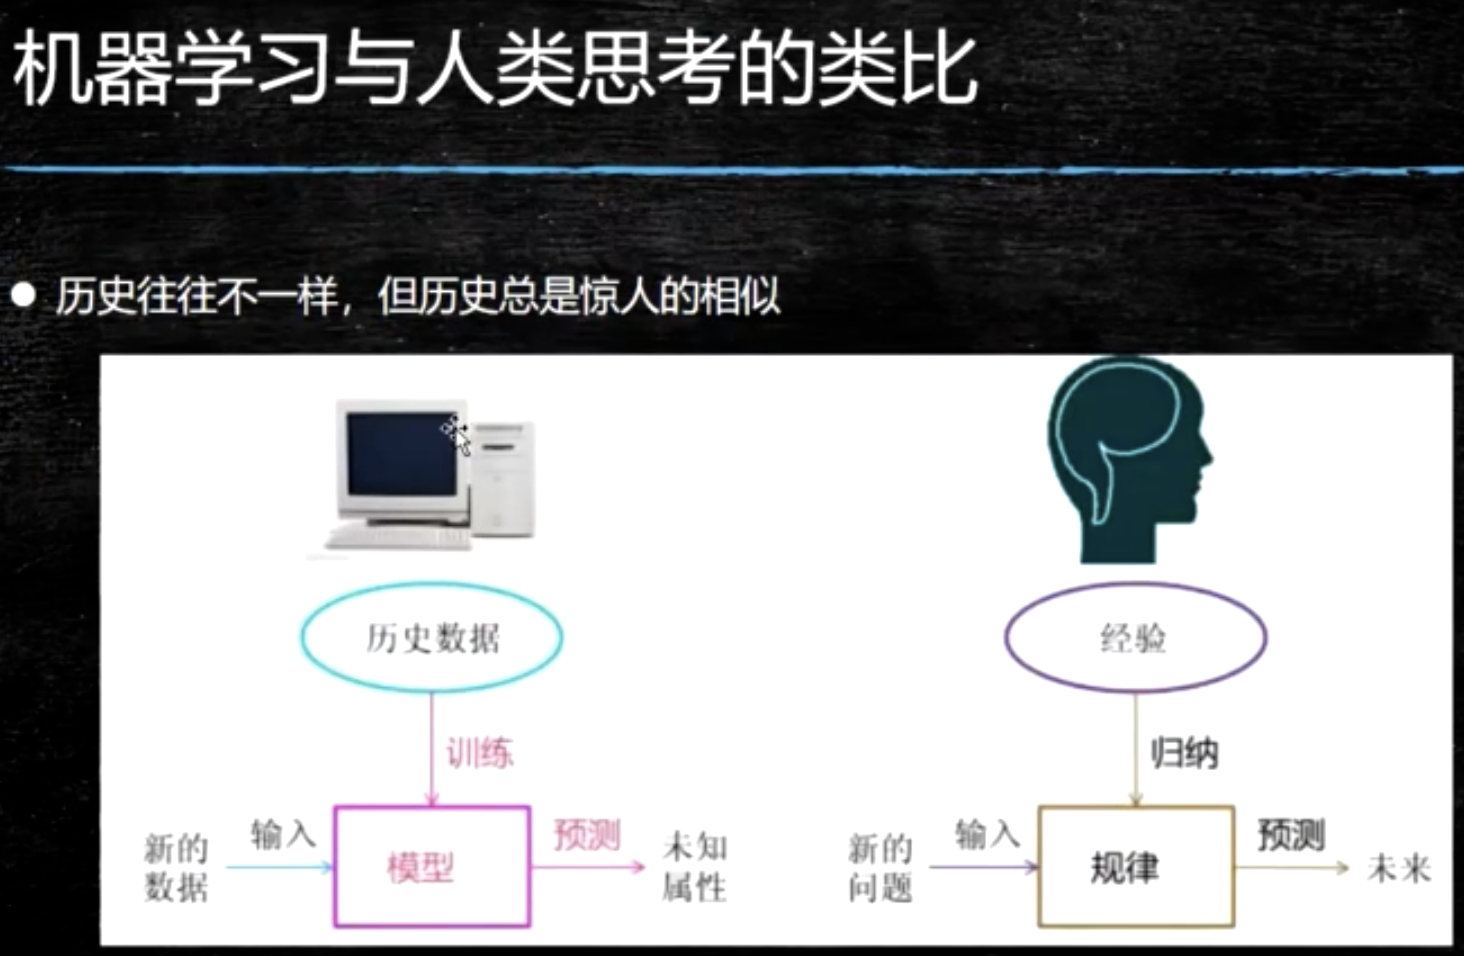 机器学习与人类思考的类比
历史往往不一样，但历史总是惊人的相似
历史数据
训练
新的
数据
输入
模型
预测
未知
属性
经验
归纳
新的
问题
输入
规律
预测
未来